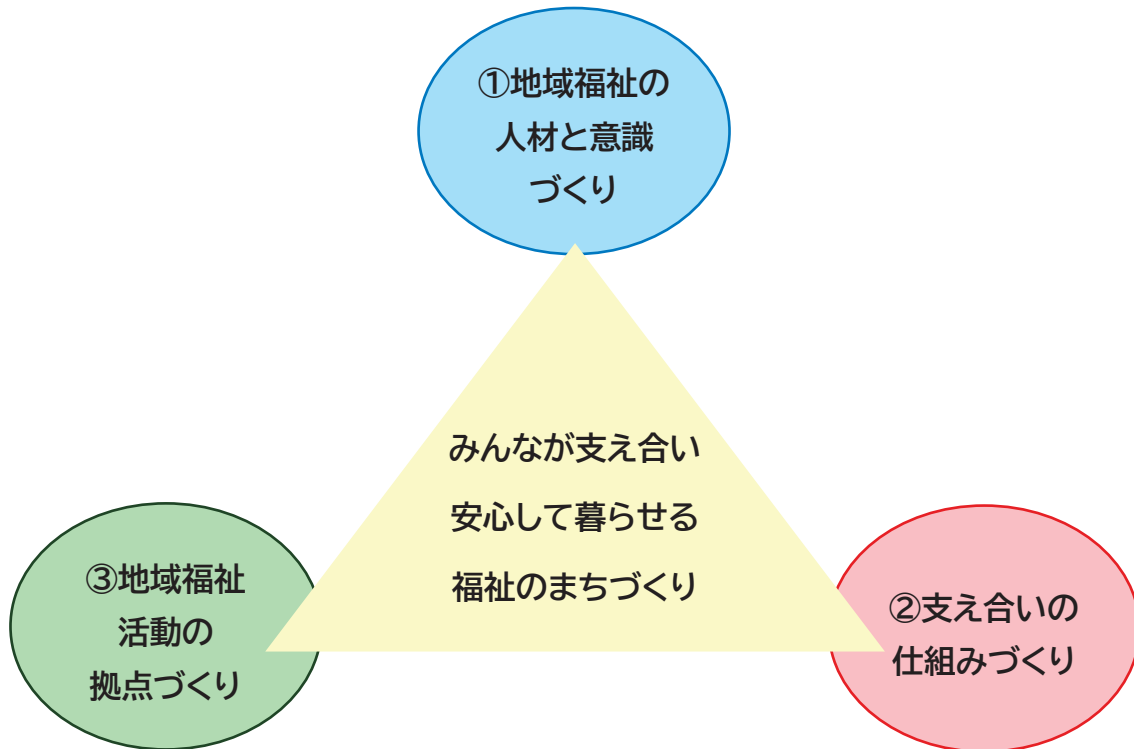 ①地域福祉の
人材と意識
づくり
みんなが支え合い
安心して暮らせる
福祉のまちづくり
③地域福祉
活動の
拠点づくり
②支え合いの
仕組みづくり